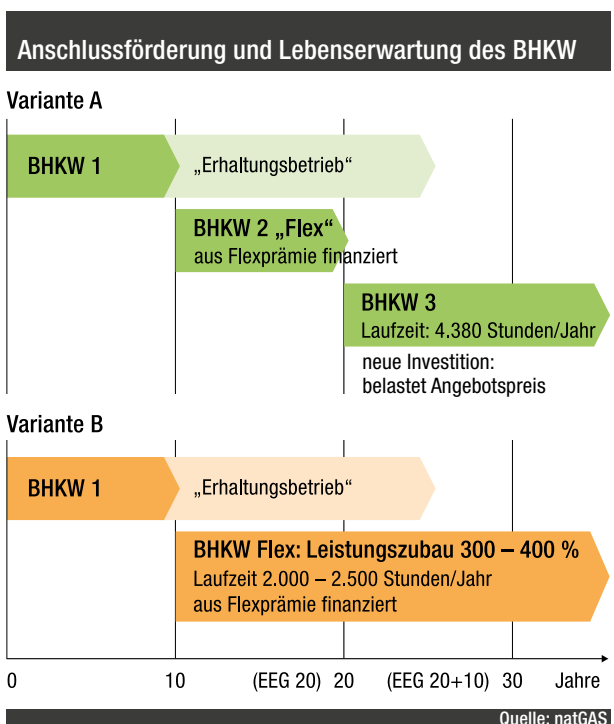 Anschlussförderung und Lebenserwartung des BHKW
Variante A
BHKW 1
„Erhaltungsbetrieb“
BHKW 2 „Flex“
aus Flexprämie finanziert
BHKW 3
Laufzeit: 4.380 Stunden/Jahr
neue Investition:
belastet Angebotspreis
Variante B
BHKW 1
„Erhaltungsbetrieb“
BHKW Flex: Leistungszubau 300 – 400 %
Laufzeit 2.000 – 2.500 Stunden/Jahr
aus Flexprämie finanziert
0 10 (EEG 20) 20 (EEG 20+10) 30 Jahre
Quelle: natGAS